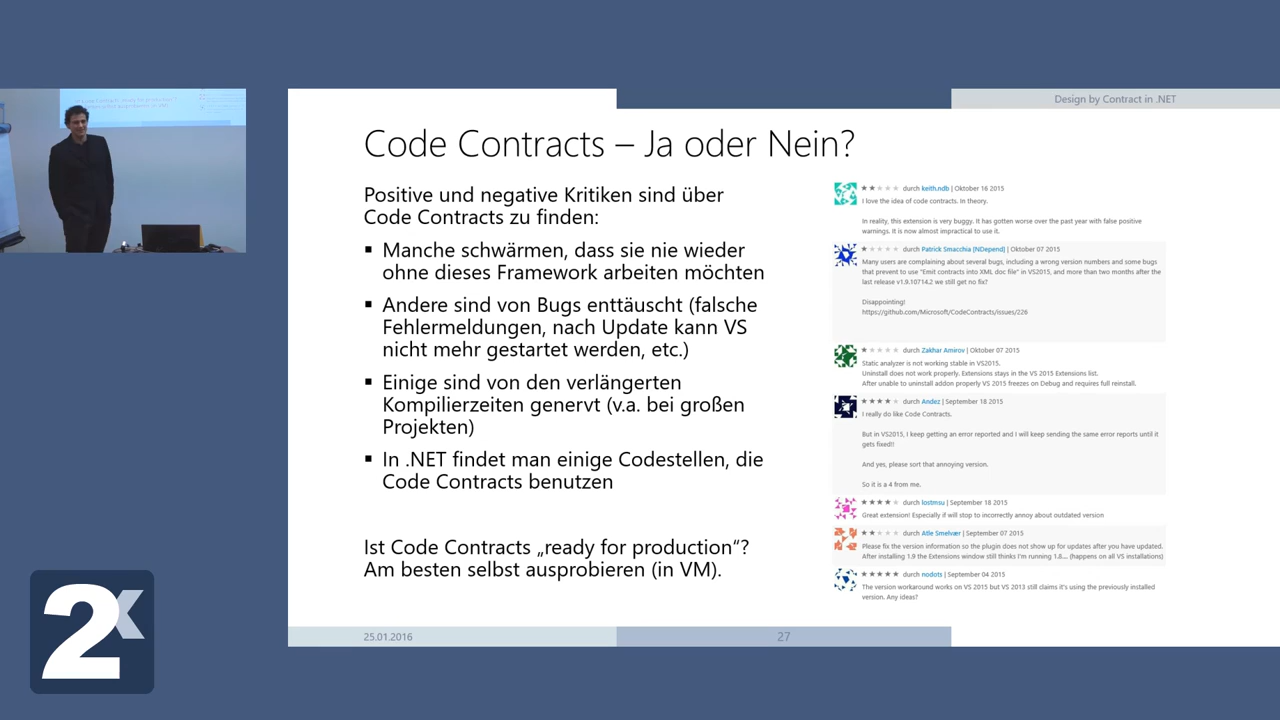 Design by Contract in .NET
Code Contracts – Ja oder Nein?
Positive und negative Kritiken sind über
Code Contracts zu finden:
▪ Manche schwärmen, dass sie nie wieder
ohne dieses Framework arbeiten möchten
▪ Andere sind von Bugs enttäuscht (falsche
Fehlermeldungen, nach Update kann VS
nicht mehr gestartet werden, etc.)
▪ Einige sind von den verlängerten
Kompilierzeiten genervt (v.a. bei großen
Projekten)
▪ In .NET findet man einige Codestellen, die
Code Contracts benutzen
Ist Code Contracts „ready for production“?
Am besten selbst ausprobieren (in VM).
durch keith.ndb | Oktober 16 2015
I love the idea of code contracts. In theory.
In reality, this extension is very buggy. It has gotten worse over the past year with false positive
warnings. It is now almost impractical to use it.
durch Patrick Smacchia [NDepend] | Oktober 07 2015
Many users are complaining about several bugs, including a wrong version numbers and some bugs
that prevent to use "Emit contracts into XML doc file" in VS2015, and more than two months after the
last release v1.9.10714.2 we still get no fix?
Disappointing!
https://github.com/Microsoft/CodeContracts/issues/226
durch Zakhar Amirov | Oktober 07 2015
Static analyzer is not working stable in VS2015.
Uninstall does not work properly. Extensions stays in the VS 2015 Extensions list.
After unable to uninstall addon properly VS 2015 freezes on Debug and requires full reinstall.
durch Andez | September 18 2015
I really do like Code Contracts.
But in VS2015, I keep getting an error reported and I will keep sending the same error reports until it
gets fixed!!
And yes, please sort that annoying version.
So it is a 4 from me.
durch lostmsu | September 18 2015
Great extension! Especially if will stop to incorrectly annoy about outdated version
durch Atle Smelvær | September 07 2015
Please fix the version information so the plugin does not show up for updates after you have updated.
After installing 1.9 the Extensions window still thinks I'm running 1.8.... (happens on all VS installations)
durch nodots | September 04 2015
The version workaround works on VS 2015 but VS 2013 still claims it's using the previously installed
version. Any ideas?
25.01.2016
27
2x